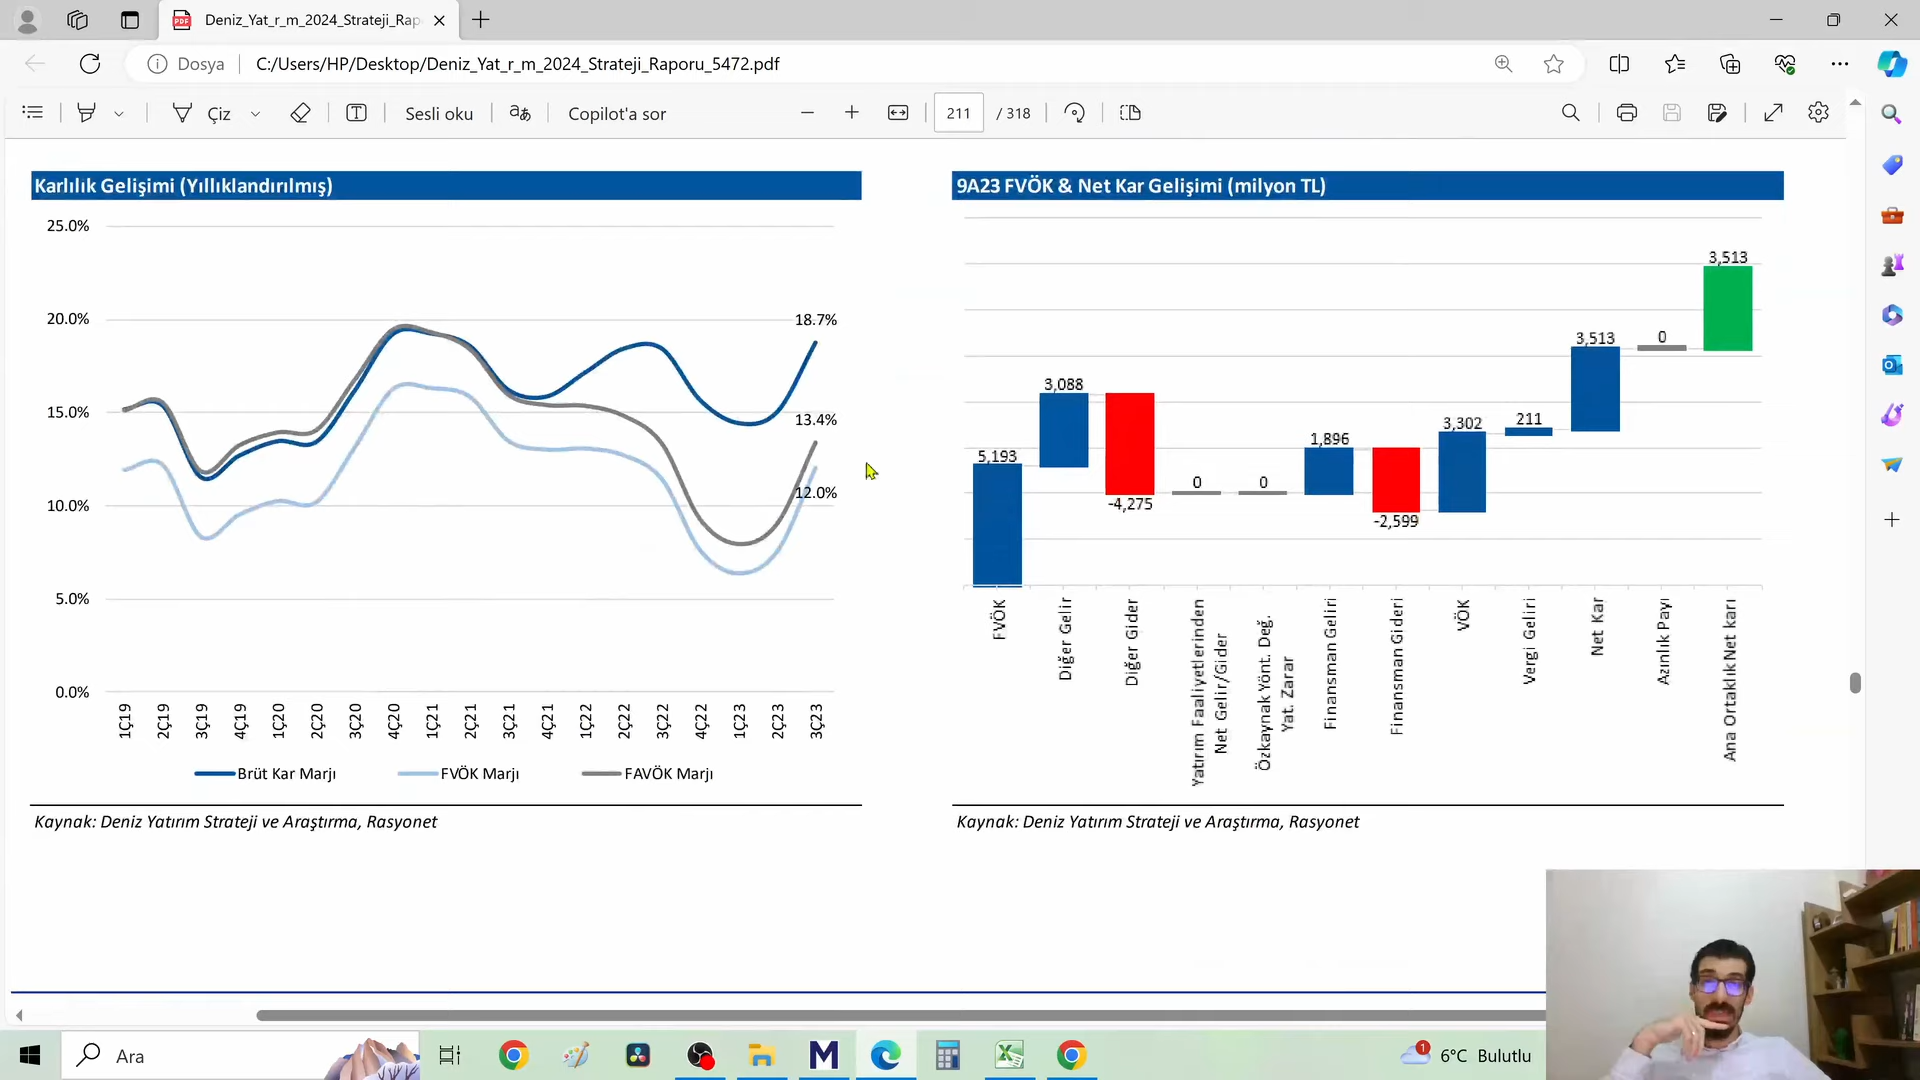 Deniz_Yat_r_m_2024_Strateji_Rap
Dosya
C:/Users/HP/Desktop/Deniz_Yat_r_m_2024_Strateji_Raporu_5472.pdf
Çiz
Sesli oku
aあ
Copilot'a sor
211 / 318
Karlılık Gelişimi (Yıllıklandırılmış)
25.0%
20.0%
15.0%
10.0%
5.0%
0.0%
18.7%
13.4%
12.0%
1Ç19
2Ç19
3Ç19
4Ç19
1Ç20
2Ç20
3Ç20
4Ç20
1Ç21
2Ç21
3Ç21
4Ç21
1Ç22
2Ç22
3Ç22
4Ç22
1Ç23
2Ç23
3Ç23
Brüt Kar Marjı
FVÖK Marjı
FAVÖK Marjı
Kaynak: Deniz Yatırım Strateji ve Araştırma, Rasyonet
9A23 FVÖK & Net Kar Gelişimi (milyon TL)
5,193
3,088
-4,275
0
0
1,896
-2,599
3,302
211
3,513
0
3,513
FVÖK
Diğer Gelir
Diğer Gider
Yatırım Faaliyetlerinden
Net Gelir/Gider
Özkaynak Yönt. Değ.
Yat. Zarar
Finansman Geliri
Finansman Gideri
VÖK
Vergi Geliri
Net Kar
Azınlık Payı
Ana Ortaklık Net karı
Kaynak: Deniz Yatırım Strateji ve Araştırma, Rasyonet
Ara
1
6°C Bulutlu